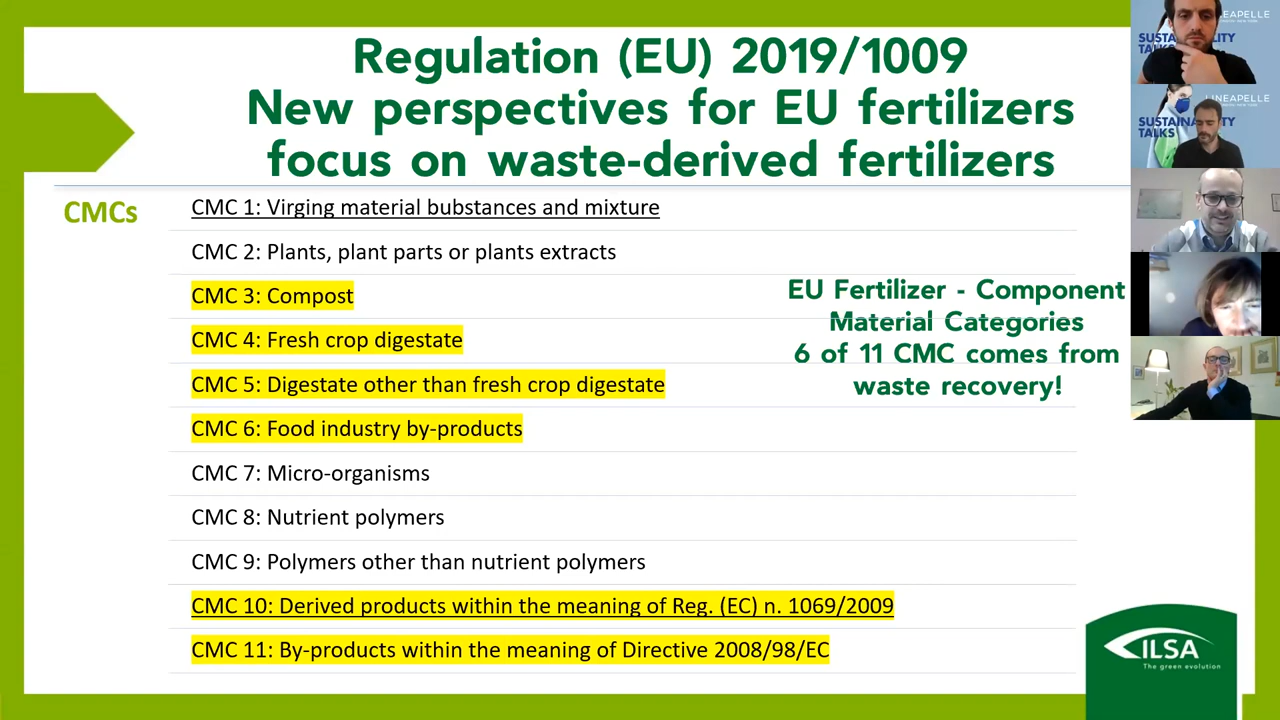 Regulation (EU) 2019/1009
New perspectives for EU fertilizers
focus on waste-derived fertilizers
CMCs
CMC 1: Virging material bubstances and mixture
CMC 2: Plants, plant parts or plants extracts
CMC 3: Compost
CMC 4: Fresh crop digestate
CMC 5: Digestate other than fresh crop digestate
CMC 6: Food industry by-products
CMC 7: Micro-organisms
CMC 8: Nutrient polymers
CMC 9: Polymers other than nutrient polymers
CMC 10: Derived products within the meaning of Reg. (EC) n. 1069/2009
CMC 11: By-products within the meaning of Directive 2008/98/EC
EU Fertilizer - Component
Material Categories
6 of 11 CMC comes from
waste recovery!
ILSA
The green evolution
SUSTAINABILITY
TALKS